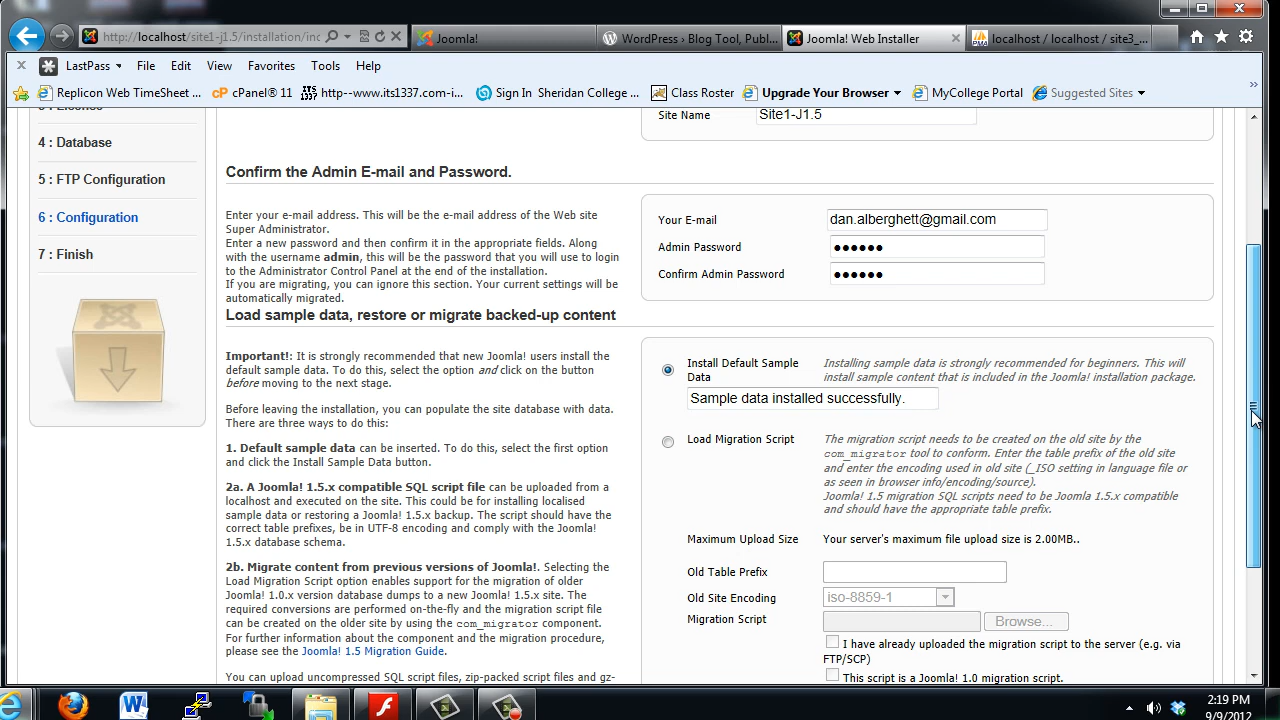 http://localhost/site1-j1.5/installation/inc
Joomla!
WordPress › Blog Tool, Publ...
Joomla! Web Installer
localhost / localhost / site3_...
LastPass File Edit View Favorites Tools Help
Replicon Web TimeSheet ...
cPanel® 11
http--www.its1337.com-i...
Sign In Sheridan College ...
Class Roster
Upgrade Your Browser
MyCollege Portal
Suggested Sites
4 : Database
5 : FTP Configuration
6 : Configuration
7 : Finish
Site Name Site1-J1.5
Confirm the Admin E-mail and Password.
Enter your e-mail address. This will be the e-mail address of the Web site
Super Administrator.
Enter a new password and then confirm it in the appropriate fields. Along
with the username admin, this will be the password that you will use to login
to the Administrator Control Panel at the end of the installation.
If you are migrating, you can ignore this section. Your current settings will be
automatically migrated.
Your E-mail dan.alberghett@gmail.com
Admin Password ●●●●●●
Confirm Admin Password ●●●●●●
Load sample data, restore or migrate backed-up content
Important!: It is strongly recommended that new Joomla! users install the
default sample data. To do this, select the option and click on the button
before moving to the next stage.
Before leaving the installation, you can populate the site database with data.
There are three ways to do this:
1. Default sample data can be inserted. To do this, select the first option
and click the Install Sample Data button.
2a. A Joomla! 1.5.x compatible SQL script file can be uploaded from a
localhost and executed on the site. This could be for installing localised
sample data or restoring a Joomla! 1.5.x backup. The script should have the
correct table prefixes, be in UTF-8 encoding and comply with the Joomla!
1.5.x database schema.
2b. Migrate content from previous versions of Joomla!. Selecting the
Load Migration Script option enables support for the migration of older
Joomla! 1.0.x version database dumps to a new Joomla! 1.5.x site. The
required conversions are performed on-the-fly and the migration script file
can be created on the older site by using the com_migrator component.
For further information about the component and the migration procedure,
please see the Joomla! 1.5 Migration Guide.
You can upload uncompressed SQL script files, zip-packed script files and gz-
Install Default Sample
Data
Installing sample data is strongly recommended for beginners. This will
install sample content that is included in the Joomla! installation package.
Sample data installed successfully.
Load Migration Script
The migration script needs to be created on the old site by the
com_migrator tool to conform. Enter the table prefix of the old site
and enter the encoding used in old site (_ISO setting in language file or
as seen in browser info/encoding/source).
Joomla! 1.5 migration SQL scripts need to be Joomla 1.5.x compatible
and should have the appropriate table prefix.
Maximum Upload Size Your server's maximum file upload size is 2.00MB..
Old Table Prefix
Old Site Encoding iso-8859-1
Migration Script Browse...
I have already uploaded the migration script to the server (e.g. via
FTP/SCP)
This script is a Joomla! 1.0 migration script.
2:19 PM
9/9/2012